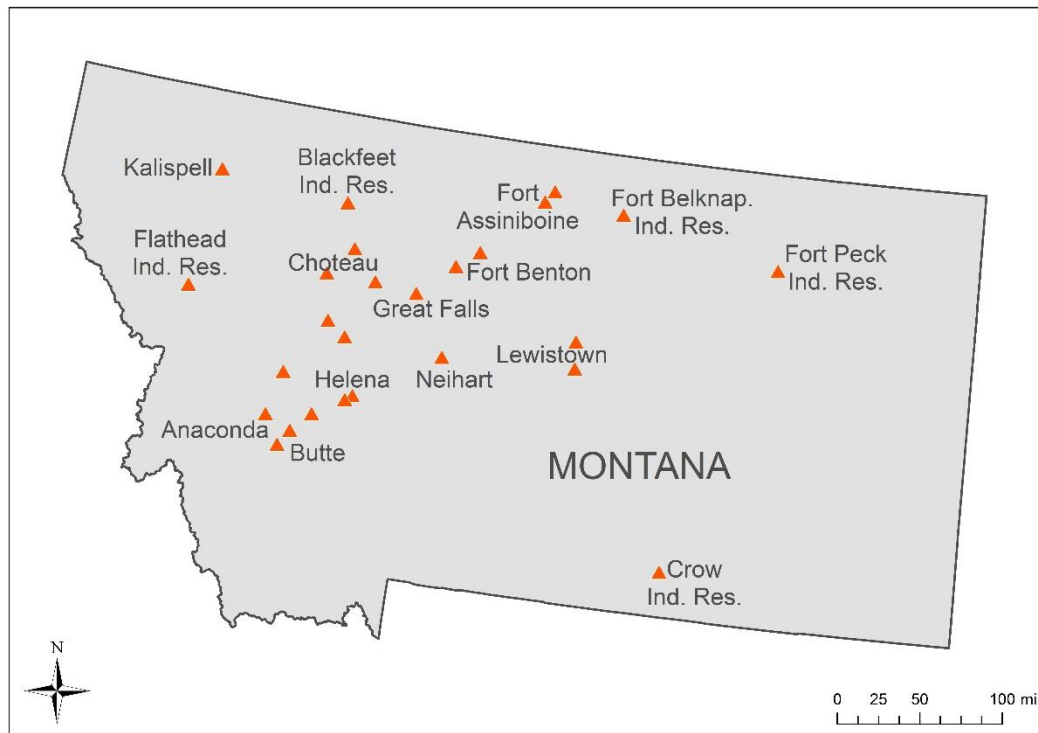 Kalispell
Blackfeet
Ind. Res.
Fort
Assiniboine
Fort Belknap.
Ind. Res.
Flathead
Ind. Res.
Choteau
Fort Benton
Fort Peck
Ind. Res.
Great Falls
Lewistown
Helena
Neihart
Anaconda
Butte
MONTANA
Crow
Ind. Res.
N
0 25 50 100 mi